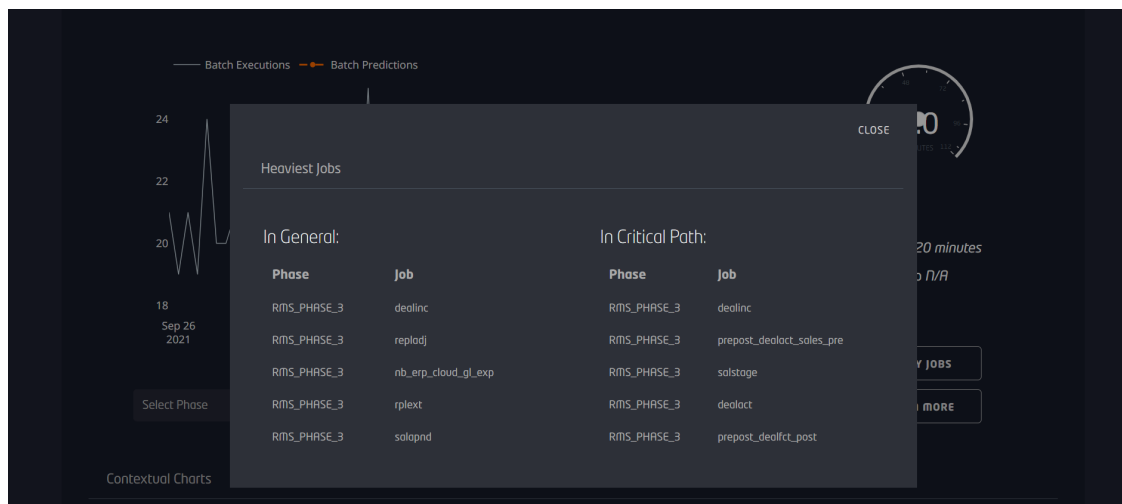 Batch Executions Batch Predictions
24
22
20
18
Sep 26
2021
Select Phase
Contextual Charts
CLOSE
Heaviest Jobs
In General:
Phase Job
RMS_PHASE_3 dealinc
RMS_PHASE_3 repladj
RMS_PHASE_3 nb_erp_cloud_gl_exp
RMS_PHASE_3 rplext
RMS_PHASE_3 salapnd
In Critical Path:
Phase Job
RMS_PHASE_3 dealinc
RMS_PHASE_3 prepost_dealact_sales_pre
RMS_PHASE_3 salstage
RMS_PHASE_3 dealact
RMS_PHASE_3 prepost_dealfct_post
20 minutes
N/A
JOBS
MORE